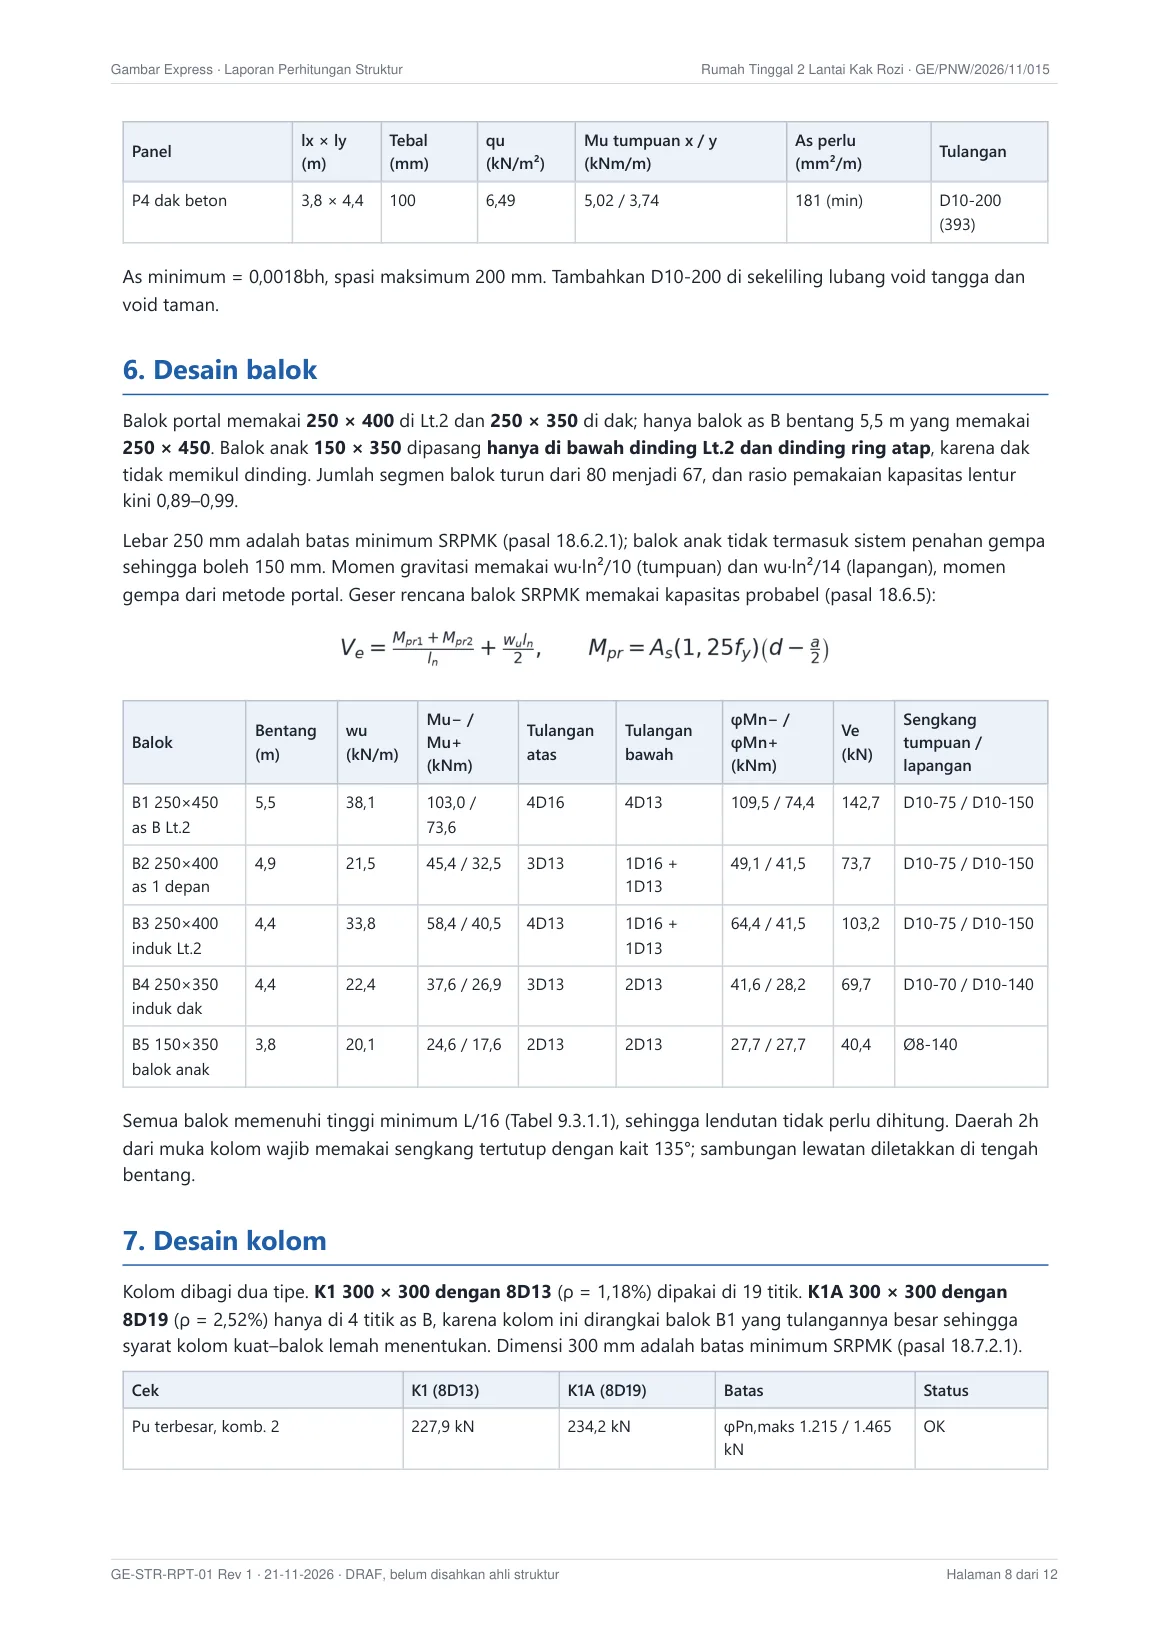 Gambar Express · Laporan Perhitungan Struktur
Rumah Tinggal 2 Lantai Kak Rozi · GE/PNW/2026/11/015
Panel | lx × ly (m) | Tebal (mm) | qu (kN/m²) | Mu tumpuan x / y (kNm/m) | As perlu (mm²/m) | Tulangan
P4 dak beton | 3,8 × 4,4 | 100 | 6,49 | 5,02 / 3,74 | 181 (min) | D10-200 (393)
As minimum = 0,0018bh, spasi maksimum 200 mm. Tambahkan D10-200 di sekeliling lubang void tangga dan
void taman.
6. Desain balok
Balok portal memakai 250 × 400 di Lt.2 dan 250 × 350 di dak; hanya balok as B bentang 5,5 m yang memakai
250 × 450. Balok anak 150 × 350 dipasang hanya di bawah dinding Lt.2 dan dinding ring atap, karena dak
tidak memikul dinding. Jumlah segmen balok turun dari 80 menjadi 67, dan rasio pemakaian kapasitas lentur
kini 0,89–0,99.
Lebar 250 mm adalah batas minimum SRPMK (pasal 18.6.2.1); balok anak tidak termasuk sistem penahan gempa
sehingga boleh 150 mm. Momen gravitasi memakai wu·ln²/10 (tumpuan) dan wu·ln²/14 (lapangan), momen
gempa dari metode portal. Geser rencana balok SRPMK memakai kapasitas probabel (pasal 18.6.5):
Ve = (Mpr1 + Mpr2)/ln + (wu ln)/2, Mpr = As(1, 25fy)(d − a/2)
Balok | Bentang (m) | wu (kN/m) | Mu− / Mu+ (kNm) | Tulangan atas | Tulangan bawah | φMn− / φMn+ (kNm) | Ve (kN) | Sengkang tumpuan / lapangan
B1 250×450 as B Lt.2 | 5,5 | 38,1 | 103,0 / 73,6 | 4D16 | 4D13 | 109,5 / 74,4 | 142,7 | D10-75 / D10-150
B2 250×400 as 1 depan | 4,9 | 21,5 | 45,4 / 32,5 | 3D13 | 1D16 + 1D13 | 49,1 / 41,5 | 73,7 | D10-75 / D10-150
B3 250×400 induk Lt.2 | 4,4 | 33,8 | 58,4 / 40,5 | 4D13 | 1D16 + 1D13 | 64,4 / 41,5 | 103,2 | D10-75 / D10-150
B4 250×350 induk dak | 4,4 | 22,4 | 37,6 / 26,9 | 3D13 | 2D13 | 41,6 / 28,2 | 69,7 | D10-70 / D10-140
B5 150×350 balok anak | 3,8 | 20,1 | 24,6 / 17,6 | 2D13 | 2D13 | 27,7 / 27,7 | 40,4 | Ø8-140
Semua balok memenuhi tinggi minimum L/16 (Tabel 9.3.1.1), sehingga lendutan tidak perlu dihitung. Daerah 2h
dari muka kolom wajib memakai sengkang tertutup dengan kait 135°; sambungan lewatan diletakkan di tengah
bentang.
7. Desain kolom
Kolom dibagi dua tipe. K1 300 × 300 dengan 8D13 (ρ = 1,18%) dipakai di 19 titik. K1A 300 × 300 dengan
8D19 (ρ = 2,52%) hanya di 4 titik as B, karena kolom ini dirangkai balok B1 yang tulangannya besar sehingga
syarat kolom kuat–balok lemah menentukan. Dimensi 300 mm adalah batas minimum SRPMK (pasal 18.7.2.1).
Cek | K1 (8D13) | K1A (8D19) | Batas | Status
Pu terbesar, komb. 2 | 227,9 kN | 234,2 kN | φPn,maks 1.215 / 1.465 kN | OK
GE-STR-RPT-01 Rev 1 · 21-11-2026 · DRAF, belum disahkan ahli struktur
Halaman 8 dari 12